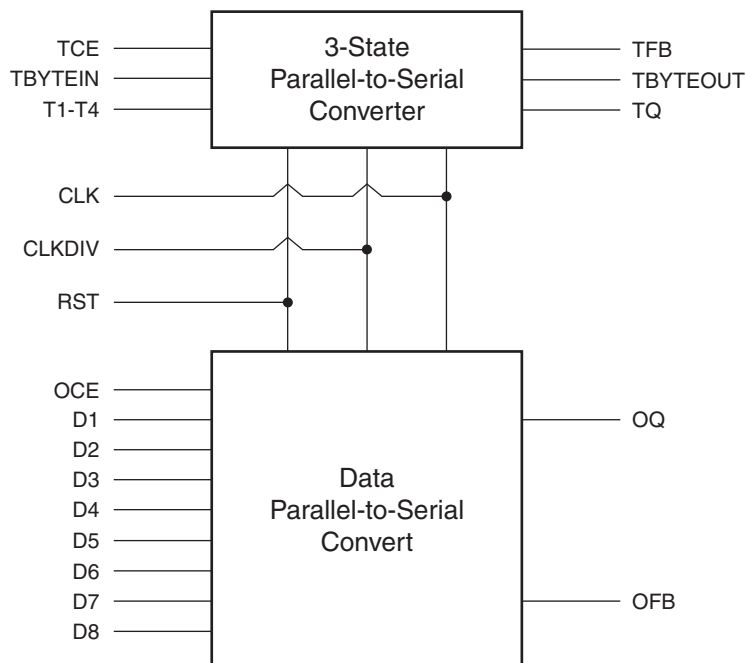 TCE
TBYTEIN
T1-T4
3-State
Parallel-to-Serial
Converter
TFB
TBYTEOUT
TQ
CLK
CLKDIV
RST
OCE
D1
D2
D3
D4
D5
D6
D7
D8
Data
Parallel-to-Serial
Convert
OQ
OFB